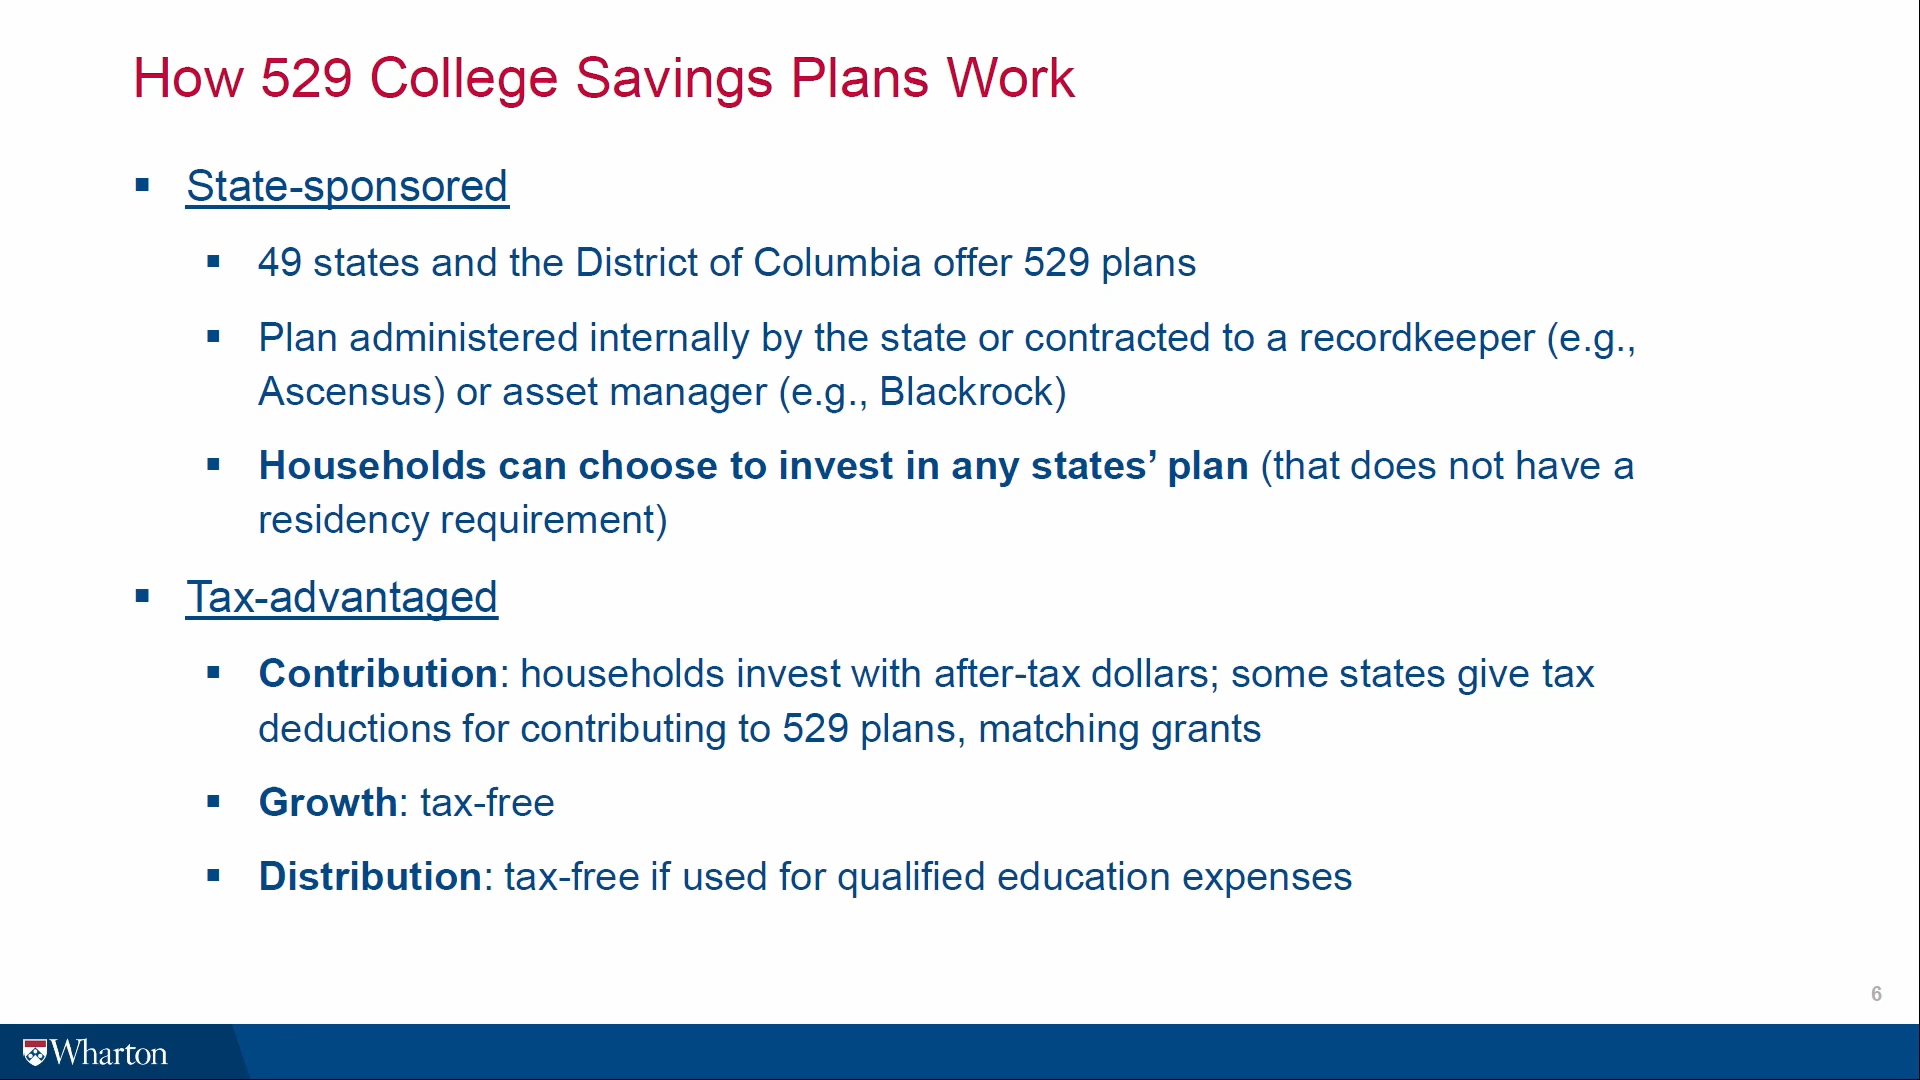 How 529 College Savings Plans Work
▪ State-sponsored
▪ 49 states and the District of Columbia offer 529 plans
▪ Plan administered internally by the state or contracted to a recordkeeper (e.g.,
Ascensus) or asset manager (e.g., Blackrock)
▪ Households can choose to invest in any states’ plan (that does not have a
residency requirement)
▪ Tax-advantaged
▪ Contribution: households invest with after-tax dollars; some states give tax
deductions for contributing to 529 plans, matching grants
▪ Growth: tax-free
▪ Distribution: tax-free if used for qualified education expenses
6
Wharton